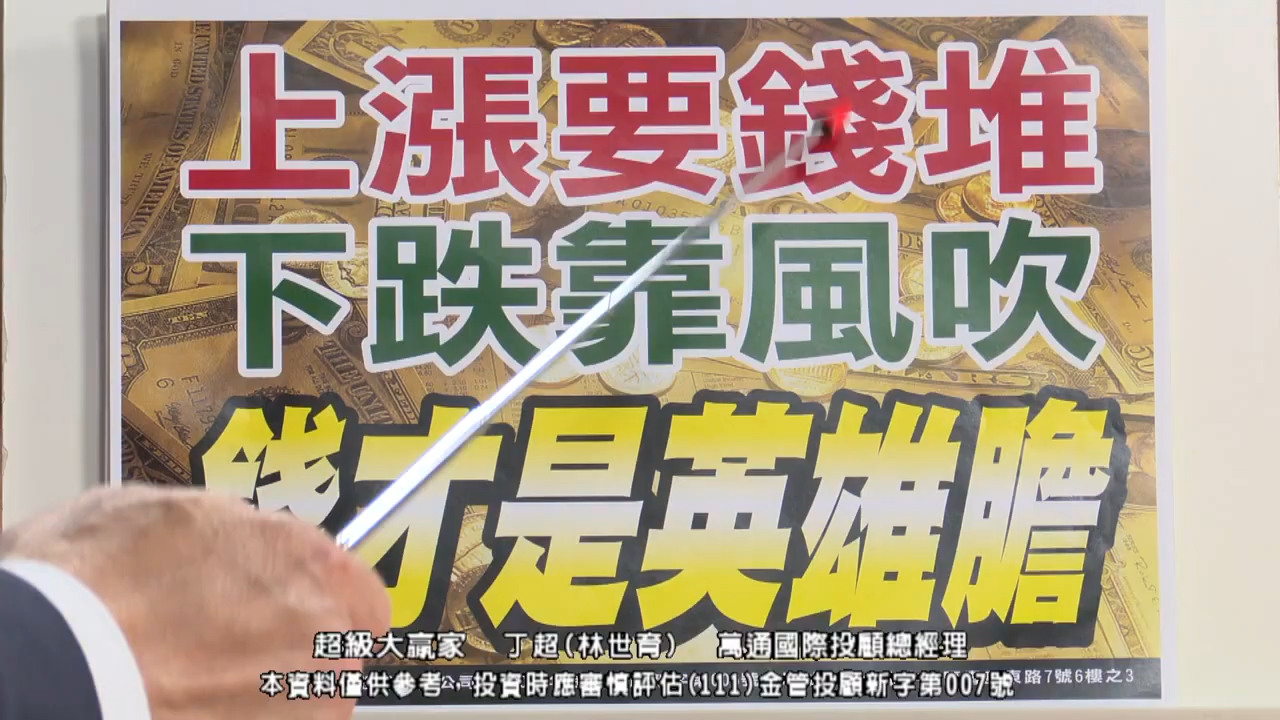 上漲要錢堆
下跌靠風吹
錢才是英雄膽
超級大贏家 丁超(林世育) 萬通國際投顧總經理
本資料僅供參考,投資時應審慎評估(111)金管投顧新字第007號
東路7號6樓之3